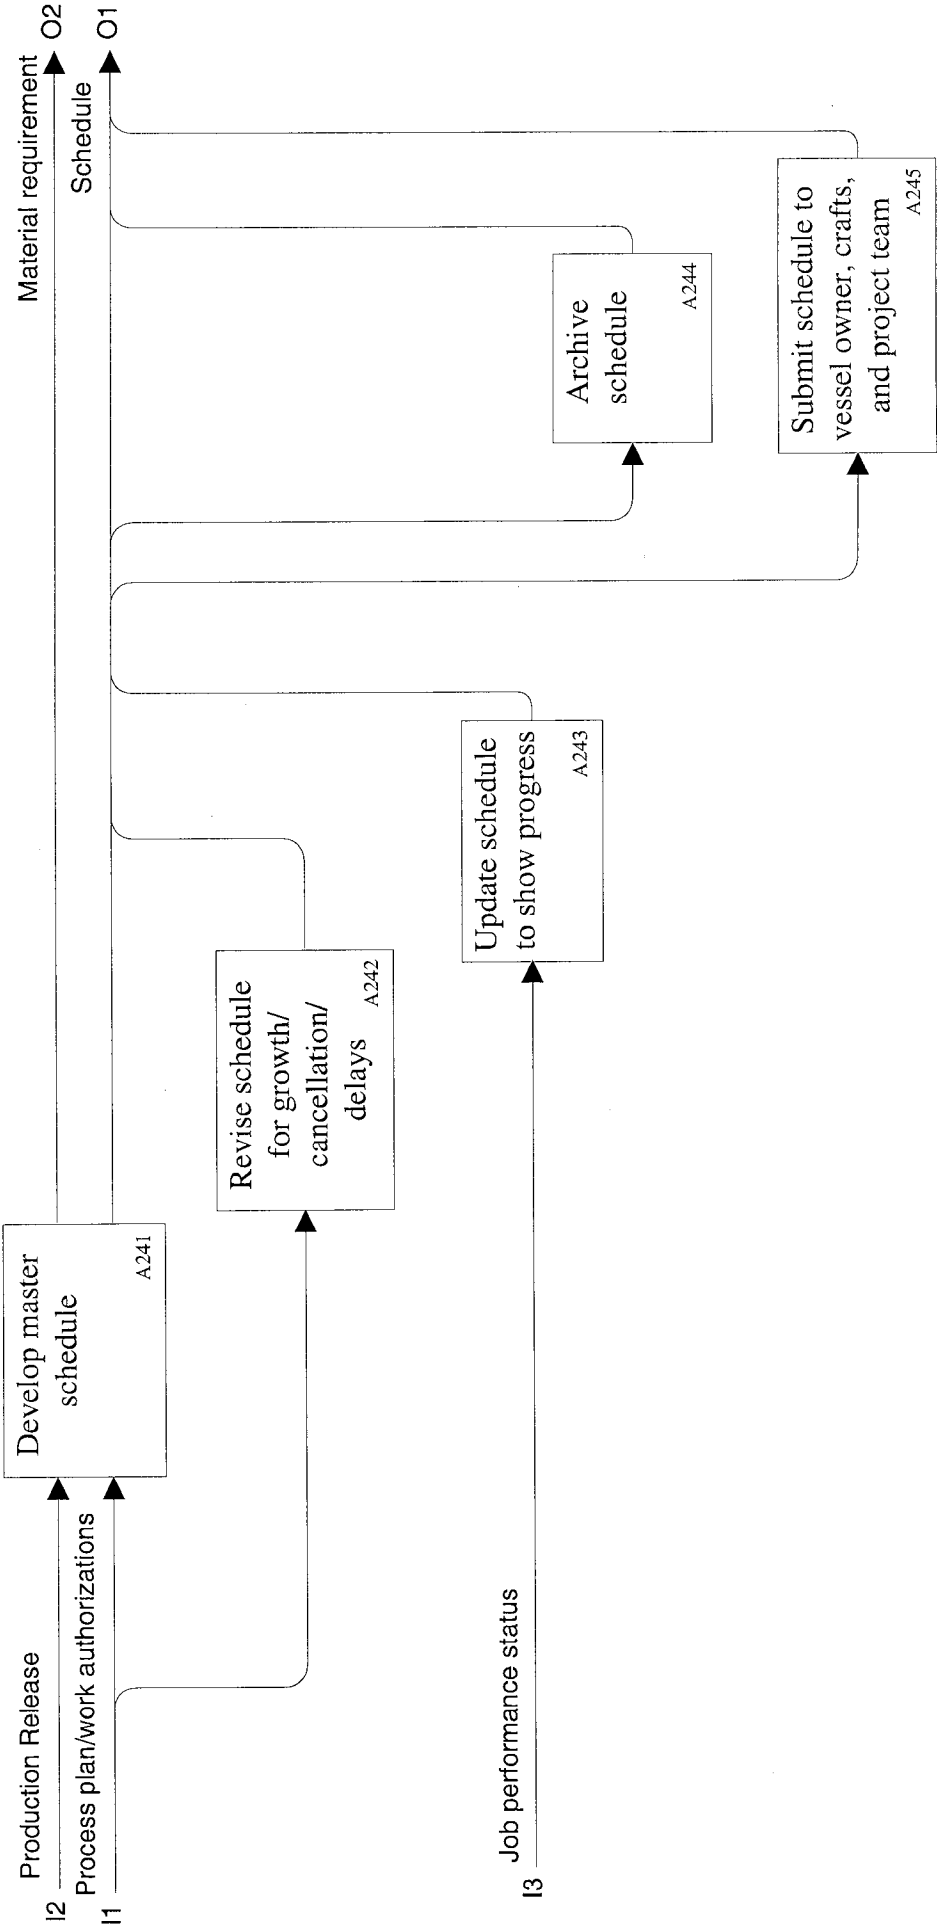 I2
Production Release
I1
Process plan/work authorizations
Develop master
schedule
A241
Material requirement
O2
Schedule
O1
Revise schedule
for growth/
cancellation/
delays
A242
I3
Job performance status
Update schedule
to show progress
A243
Archive
schedule
A244
Submit schedule to
vessel owner, crafts,
and project team
A245